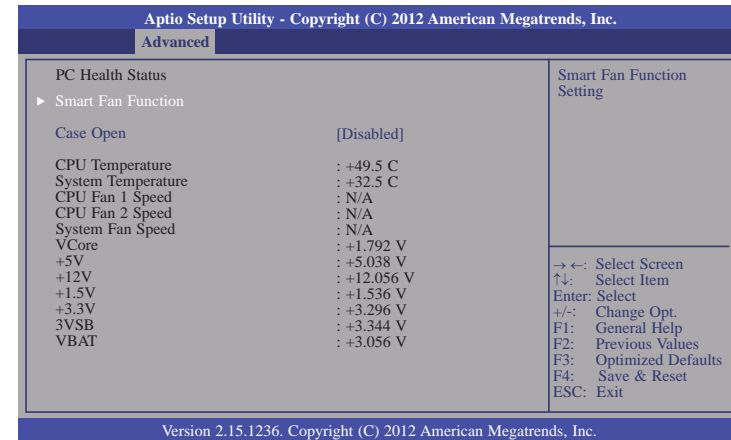 Aptio Setup Utility - Copyright (C) 2012 American Megatrends, Inc.
Advanced
PC Health Status
► Smart Fan Function
Case Open [Disabled]
CPU Temperature : +49.5 C
System Temperature : +32.5 C
CPU Fan 1 Speed : N/A
CPU Fan 2 Speed : N/A
System Fan Speed : N/A
VCore : +1.792 V
+5V : +5.038 V
+12V : +12.056 V
+1.5V : +1.536 V
+3.3V : +3.296 V
3VSB : +3.344 V
VBAT : +3.056 V
Smart Fan Function
Setting
→ ←: Select Screen
↑↓: Select Item
Enter: Select
+/-: Change Opt.
F1: General Help
F2: Previous Values
F3: Optimized Defaults
F4: Save & Reset
ESC: Exit
Version 2.15.1236. Copyright (C) 2012 American Megatrends, Inc.